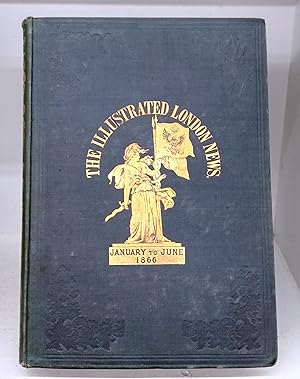 THE ILLUSTRATED LONDON NEWS.
JANUARY TO JUNE
1866